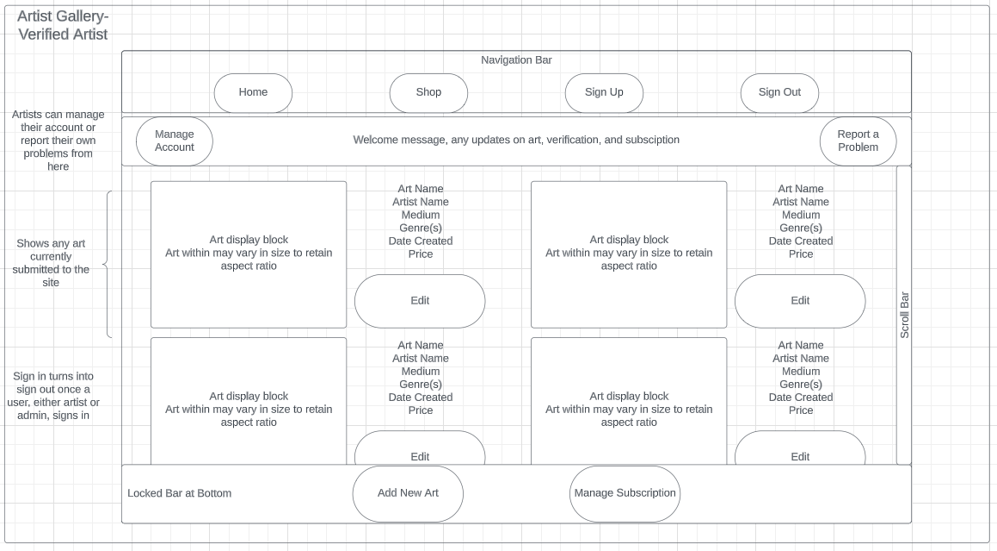 Artist Gallery-
Verified Artist
Navigation Bar
Home
Shop
Sign Up
Sign Out
Artists can manage
their account or
report their own
problems from
here
Manage
Account
Welcome message, any updates on art, verification, and subsciption
Report a
Problem
Shows any art
currently
submitted to the
site
Art display block
Art within may vary in size to retain
aspect ratio
Art Name
Artist Name
Medium
Genre(s)
Date Created
Price
Edit
Art display block
Art within may vary in size to retain
aspect ratio
Art Name
Artist Name
Medium
Genre(s)
Date Created
Price
Edit
Scroll Bar
Sign in turns into
sign out once a
user, either artist or
admin, signs in
Art display block
Art within may vary in size to retain
aspect ratio
Art Name
Artist Name
Medium
Genre(s)
Date Created
Price
Edit
Art display block
Art within may vary in size to retain
aspect ratio
Art Name
Artist Name
Medium
Genre(s)
Date Created
Price
Edit
Locked Bar at Bottom
Add New Art
Manage Subscription